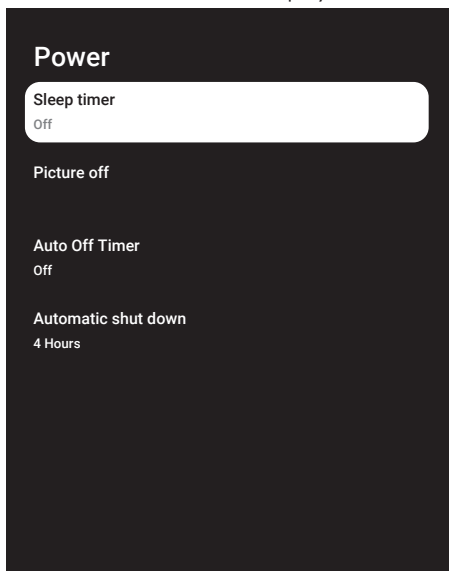 Power
Sleep timer
Off
Picture off
Auto Off Timer
Off
Automatic shut down
4 Hours